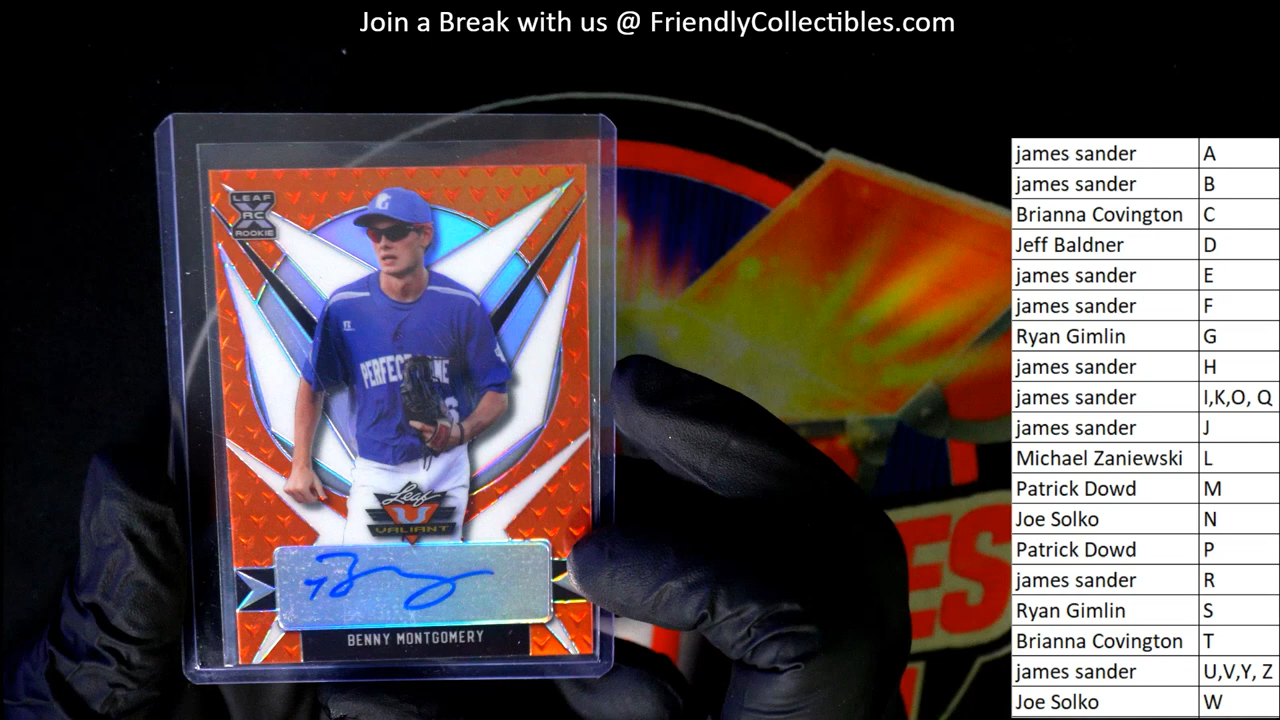 Join a Break with us @ FriendlyCollectibles.com
LEAF
X
RC
ROOKIE
G
R
PERFECT GAME
Leaf
VALIANT
BENNY MONTGOMERY
ES
james sander A
james sander B
Brianna Covington C
Jeff Baldner D
james sander E
james sander F
Ryan Gimlin G
james sander H
james sander I,K,O, Q
james sander J
Michael Zaniewski L
Patrick Dowd M
Joe Solko N
Patrick Dowd P
james sander R
Ryan Gimlin S
Brianna Covington T
james sander U,V,Y, Z
Joe Solko W